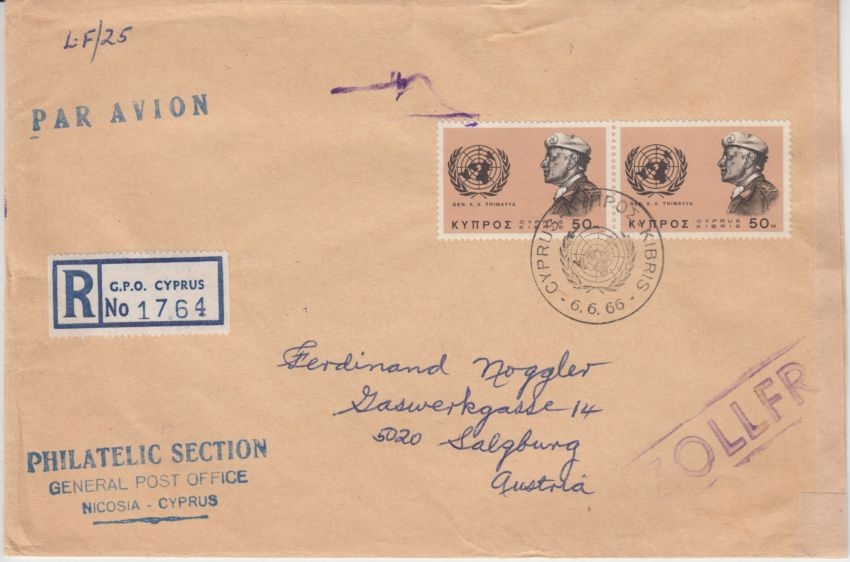 L.F/25
PAR AVION
GEN. K. S. THIMAYYA
ΚΥΠΡΟΣ CYPRUS KIBRIS 50M
GEN. K. S. THIMAYYA
ΚΥΠΡΟΣ CYPRUS KIBRIS 50M
CYPRUS-ΚΥΠΡΟΣ-KIBRIS
- 6.6.66 -
R
G.P.O. CYPRUS
No 1764
Ferdinand Noggler
Gaswerkgasse 14
5020 Salzburg
Austria
ZOLLFR
PHILATELIC SECTION
GENERAL POST OFFICE
NICOSIA - CYPRUS